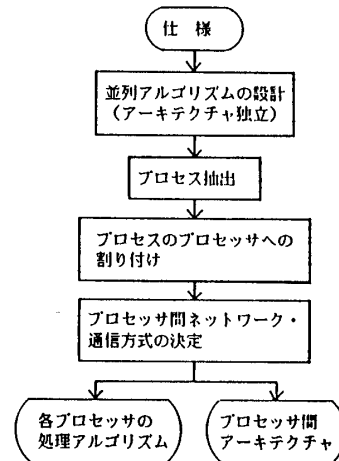 仕 様
並列アルゴリズムの設計
(アーキテクチャ独立)
プロセス抽出
プロセスのプロセッサへの
割り付け
プロセッサ間ネットワーク・
通信方式の決定
各プロセッサの
処理アルゴリズム
プロセッサ間
アーキテクチャ